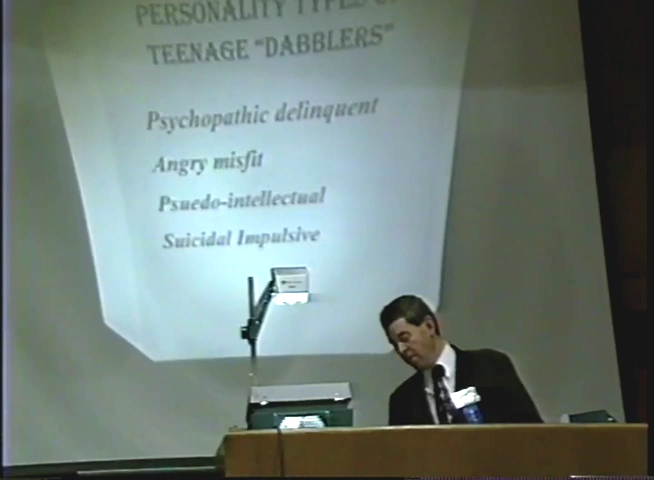 PERSONALITY TYPES
TEENAGE "DABBLERS"
Psychopathic delinquent
Angry misfit
Psuedo-intellectual
Suicidal Impulsive